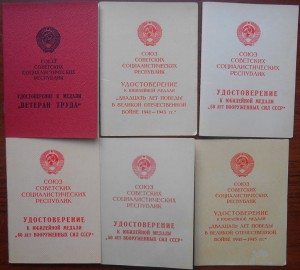 СОЮЗ
СОВЕТСКИХ
СОЦИАЛИСТИЧЕСКИХ
РЕСПУБЛИК
УДОСТОВЕРЕНИЕ К МЕДАЛИ
"ВЕТЕРАН ТРУДА"
СОЮЗ
СОВЕТСКИХ
СОЦИАЛИСТИЧЕСКИХ
РЕСПУБЛИК
УДОСТОВЕРЕНИЕ
К ЮБИЛЕЙНОЙ МЕДАЛИ
"ДВАДЦАТЬ ЛЕТ ПОБЕДЫ
В ВЕЛИКОЙ ОТЕЧЕСТВЕННОЙ
ВОЙНЕ 1941—1945 гг."
СОЮЗ
СОВЕТСКИХ
СОЦИАЛИСТИЧЕСКИХ
РЕСПУБЛИК
УДОСТОВЕРЕНИЕ
К ЮБИЛЕЙНОЙ МЕДАЛИ
"50 ЛЕТ ВООРУЖЕННЫХ СИЛ СССР"
СОЮЗ
СОВЕТСКИХ
СОЦИАЛИСТИЧЕСКИХ
РЕСПУБЛИК
УДОСТОВЕРЕНИЕ
К ЮБИЛЕЙНОЙ МЕДАЛИ
"50 ЛЕТ ВООРУЖЕННЫХ СИЛ СССР"
СОЮЗ
СОВЕТСКИХ
СОЦИАЛИСТИЧЕСКИХ
РЕСПУБЛИК
УДОСТОВЕРЕНИЕ
К ЮБИЛЕЙНОЙ МЕДАЛИ
ЛЕТ ВООРУЖЕННЫХ СИЛ СССР"
СОЮЗ
СОВЕТСКИХ
СОЦИАЛИСТИЧЕСКИХ
РЕСПУБЛИК
УДОСТОВЕРЕНИЕ
К ЮБИЛЕЙНОЙ МЕДАЛИ
"ДВАДЦАТЬ ЛЕТ ПОБЕДЫ
В ВЕЛИКОЙ ОТЕЧЕСТВЕННОЙ
ВОЙНЕ 1941—1945 гг."